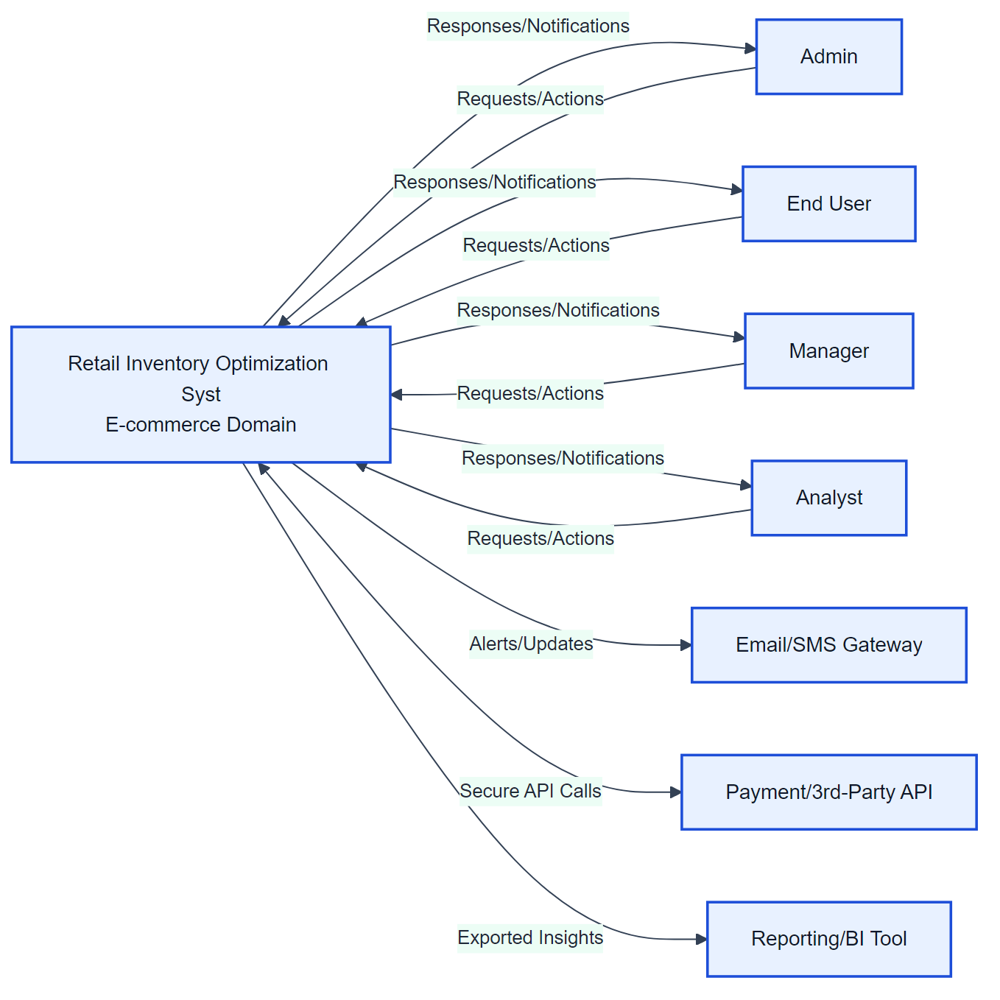 Responses/Notifications
Admin
Requests/Actions
Responses/Notifications
End User
Requests/Actions
Responses/Notifications
Manager
Retail Inventory Optimization
Syst
E-commerce Domain
Requests/Actions
Responses/Notifications
Analyst
Requests/Actions
Alerts/Updates
Email/SMS Gateway
Secure API Calls
Payment/3rd-Party API
Exported Insights
Reporting/BI Tool